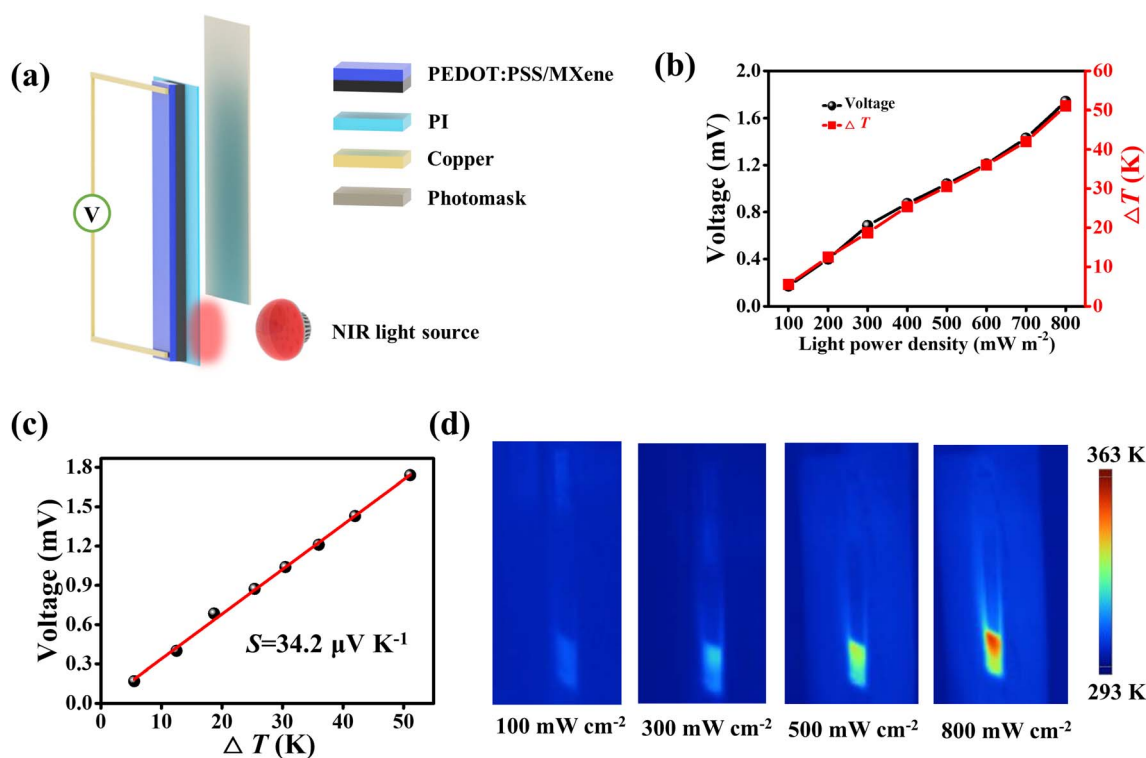 (a)
V
PEDOT:PSS/MXene
PI
Copper
Photomask
NIR light source
(b)
Voltage (mV)
2.0
1.6
1.2
0.8
0.4
0.0
Voltage
△ T
60
50
40
30
20
10
0
△T (K)
100 200 300 400 500 600 700 800
Light power density (mW m⁻²)
(c)
Voltage (mV)
1.8
1.5
1.2
0.9
0.6
0.3
0.0
S=34.2 μV K⁻¹
0 10 20 30 40 50
△ T (K)
(d)
363 K
293 K
100 mW cm⁻² 300 mW cm⁻² 500 mW cm⁻² 800 mW cm⁻²